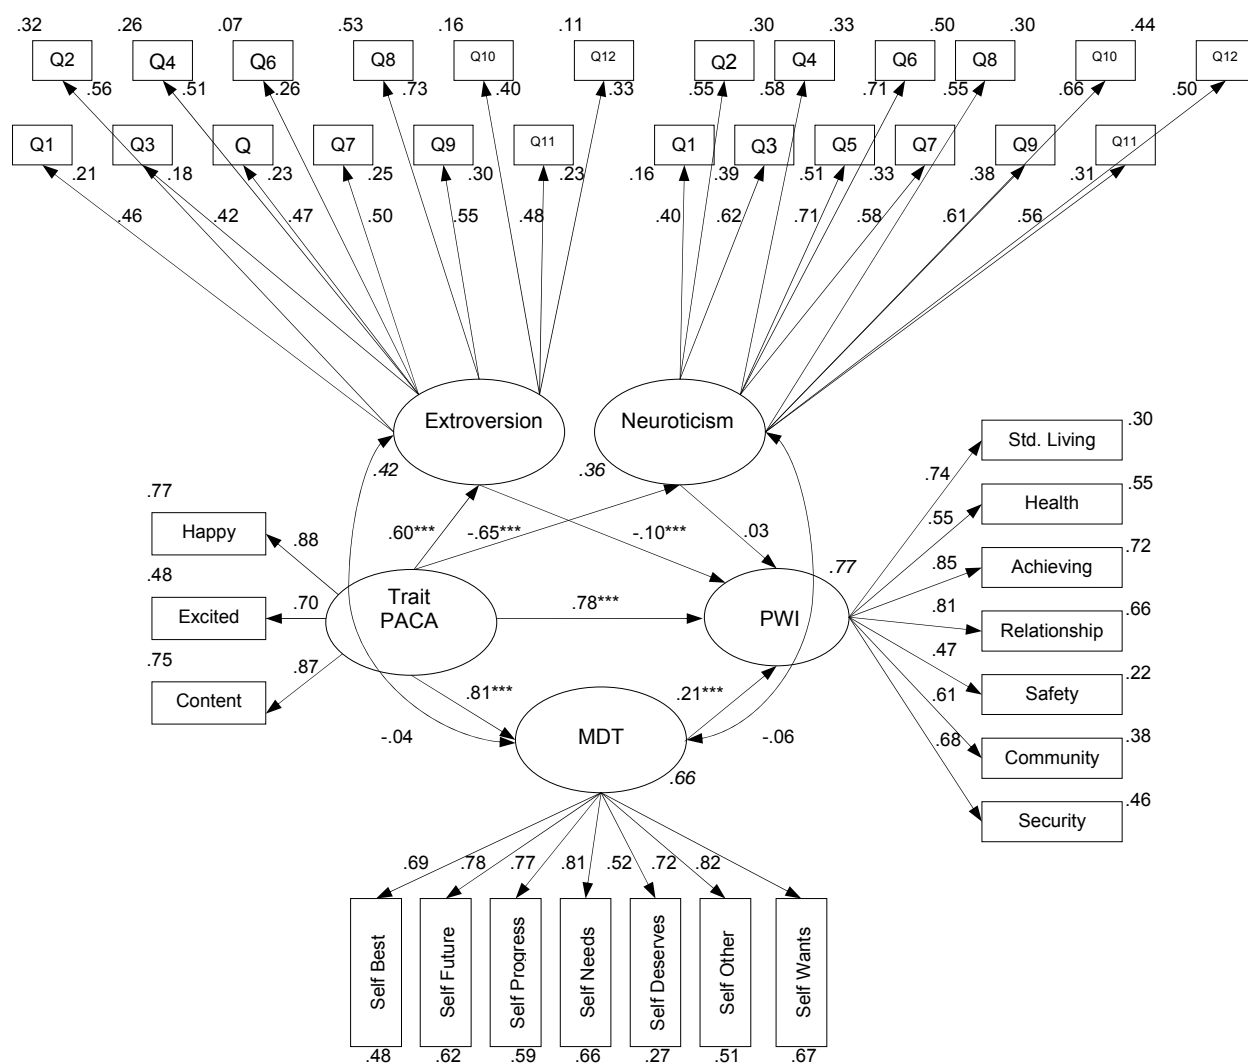 .32 .26 .07 .53 .16 .11 .30 .33 .50 .30 .44
Q2 Q4 Q6 Q8 Q10 Q12 Q2 Q4 Q6 Q8 Q10 Q12
.56 .51 .26 .73 .40 .33 .55 .58 .71 .55 .66 .50
Q1 Q3 Q Q7 Q9 Q11 Q1 Q3 Q5 Q7 Q9 Q11
.21 .18 .23 .25 .30 .23 .16 .39 .51 .33 .38 .31
.46 .42 .47 .50 .55 .48 .40 .62 .71 .58 .61 .56
Extroversion Neuroticism
.42 .36
Std. Living .30
.74
Health .55
.55
Achieving .72
.85
Relationship .66
.81
Safety .22
.47
Community .38
.61
Security .46
.68
.77
Happy .88
.48
Excited .70
.75
Content .87
.60*** -.65*** -.10*** .03
Trait
PACA
.78***
PWI
.77
.81*** .21***
-.04 MDT -.06
.66
.69 .78 .77 .81 .52 .72 .82
Self Best
Self Future
Self Progress
Self Needs
Self Deserves
Self Other
Self Wants
.48 .62 .59 .66 .27 .51 .67